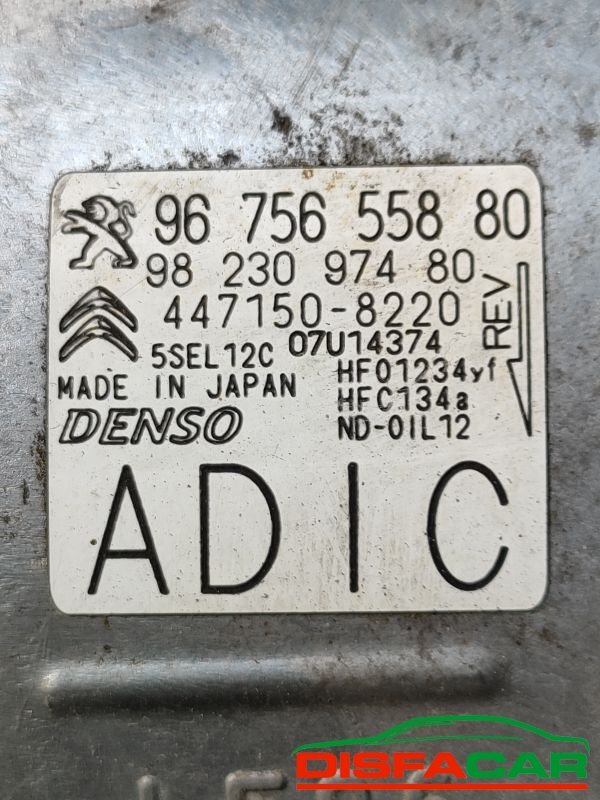 96 756 558 80
98 230 974 80
447150-8220
REV
5SEL12C 07U14374
HFO1234yf
MADE IN JAPAN
HFC134a
DENSO
ND-OIL12
ADIC
DISFACAR